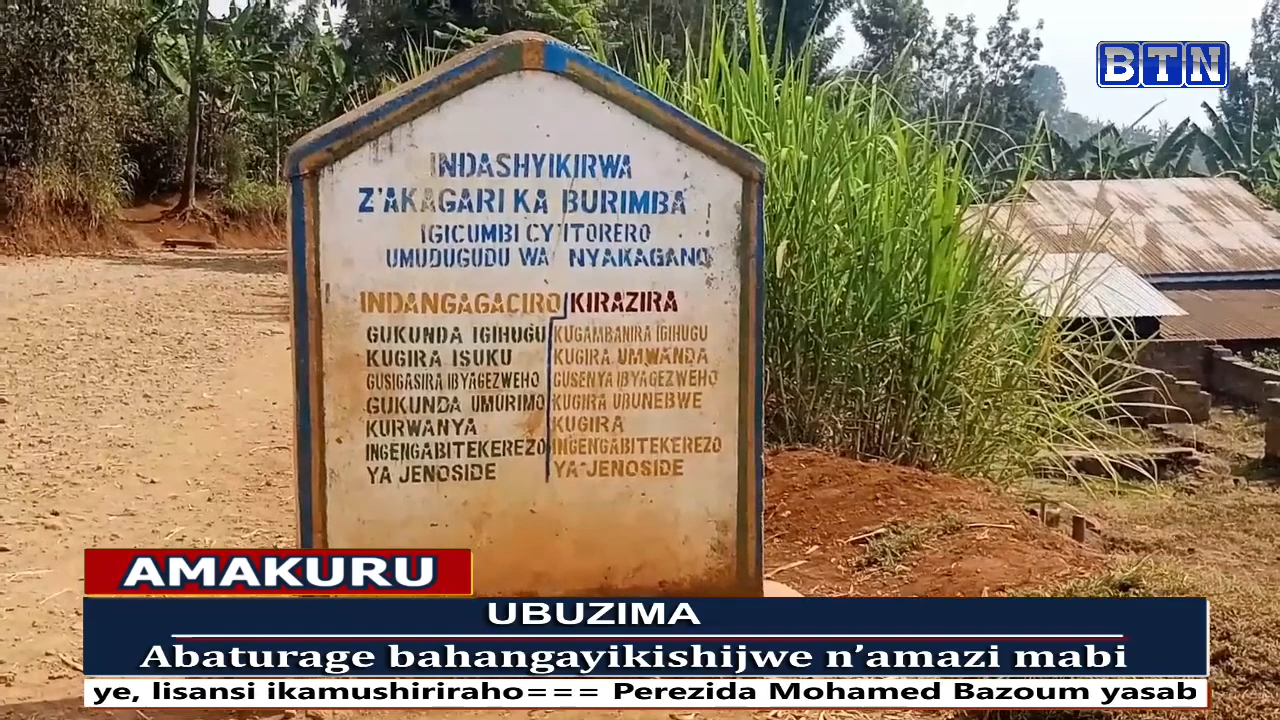 BTN
INDASHYIKIRWA
Z'AKAGARI KA BURIMBA
IGICUMBI CY'ITORERO
UMUDUGUDU WA NYAKAGANO
INDANGAGACIRO KIRAZIRA
GUKUNDA IGIHUGU KUGAMBANIRA IGIHUGU
KUGIRA ISUKU KUGIRA UMWANDA
GUSIGASIRA IBYAGEZWEHO GUSENYA IBYAGEZWEHO
GUKUNDA UMURIMO KUGIRA UBUNEBWE
KURWANYA KUGIRA
INGENGABITEKEREZO INGENGABITEKEREZO
YA JENOSIDE YA JENOSIDE
AMAKURU
UBUZIMA
Abaturage bahangayikishijwe n'amazi mabi
ye, lisansi ikamushiriraho=== Perezida Mohamed Bazoum yasab